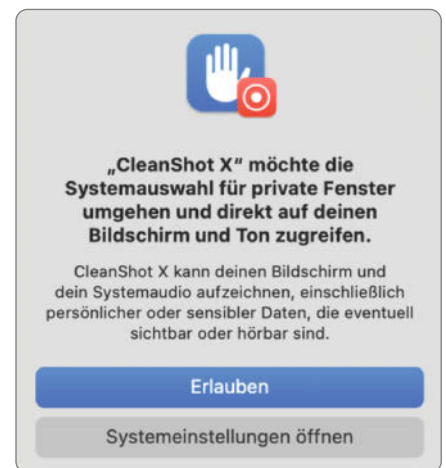 „CleanShot X“ möchte die
Systemauswahl für private Fenster
umgehen und direkt auf deinen
Bildschirm und Ton zugreifen.
CleanShot X kann deinen Bildschirm und
dein Systemaudio aufzeichnen, einschließlich
persönlicher oder sensibler Daten, die eventuell
sichtbar oder hörbar sind.
Erlauben
Systemeinstellungen öffnen